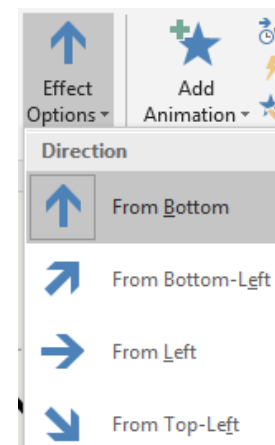 Effect
Options
Add
Animation
Direction
From Bottom
From Bottom-Left
From Left
From Top-Left